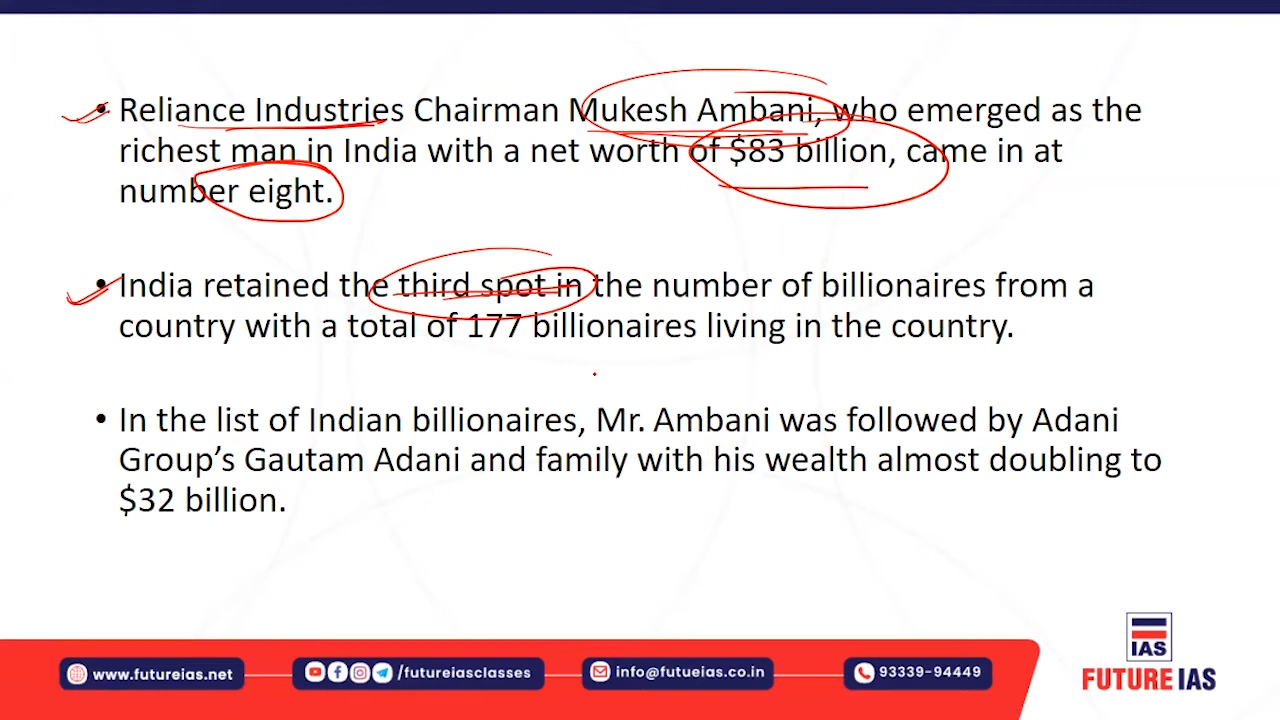 • Reliance Industries Chairman Mukesh Ambani, who emerged as the
richest man in India with a net worth of $83 billion, came in at
number eight.
• India retained the third spot in the number of billionaires from a
country with a total of 177 billionaires living in the country.
• In the list of Indian billionaires, Mr. Ambani was followed by Adani
Group’s Gautam Adani and family with his wealth almost doubling to
$32 billion.
IAS
www.futureias.net
/futureiasclasses
info@futueias.co.in
93339-94449
FUTURE IAS